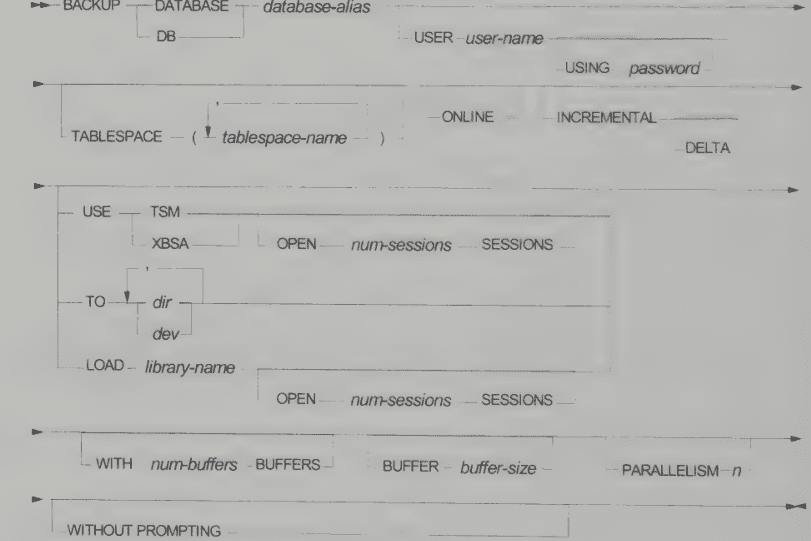 BACKUP DATABASE database-alias
DB
USER user-name
USING password
,
TABLESPACE ( tablespace-name )
ONLINE INCREMENTAL
DELTA
USE TSM
XBSA OPEN num-sessions SESSIONS
,
TO dir
dev
LOAD library-name
OPEN num-sessions SESSIONS
WITH num-buffers BUFFERS BUFFER buffer-size PARALLELISM n
WITHOUT PROMPTING